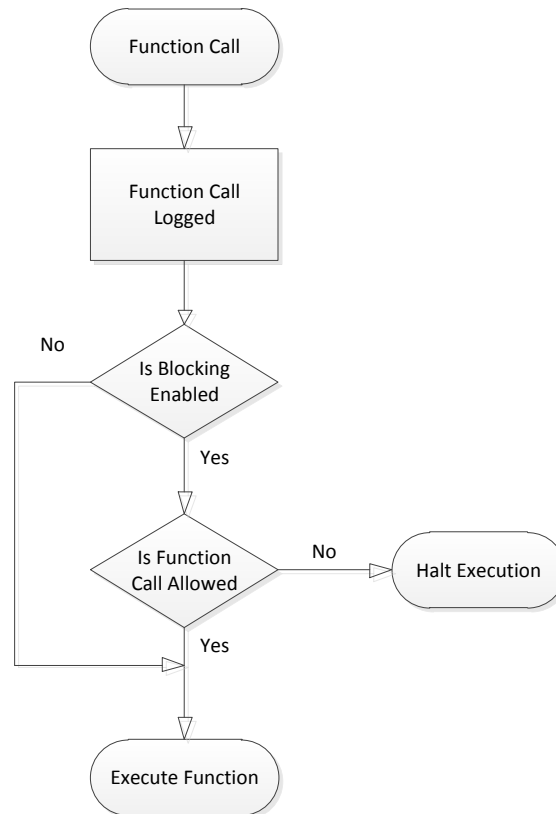 Function Call
Function Call
Logged
No
Is Blocking
Enabled
Yes
Is Function
Call Allowed
No
Halt Execution
Yes
Execute Function